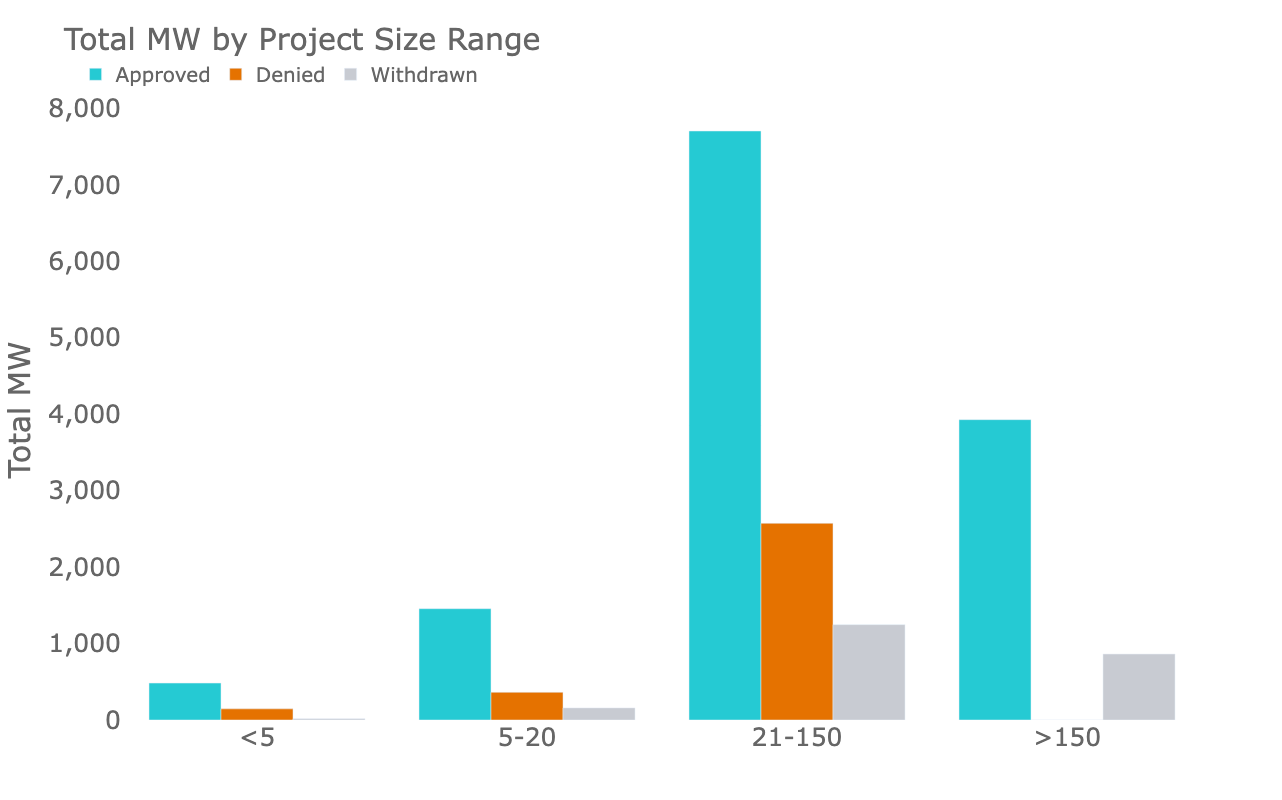 Total MW by Project Size Range
Approved Denied Withdrawn
8,000
7,000
6,000
5,000
4,000
3,000
2,000
1,000
0
Total MW
<5 5-20 21-150 >150